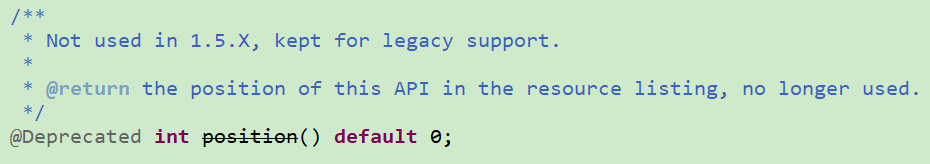 /**
 * Not used in 1.5.X, kept for legacy support.
 *
 * @return the position of this API in the resource listing, no longer used.
 */
@Deprecated int position() default 0;